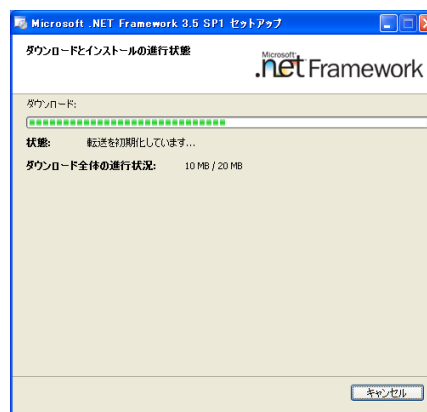 Microsoft .NET Framework 3.5 SP1 セットアップ
ダウンロードとインストールの進行状態
Microsoft
.net Framework
ダウンロード:
状態: 転送を初期化しています...
ダウンロード全体の進行状況: 10 MB / 20 MB
キャンセル